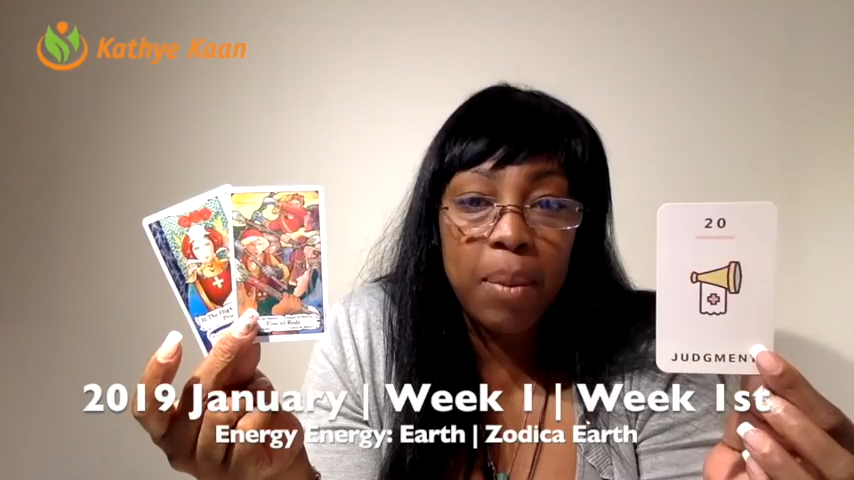 Kathye Kaan
20
JUDGMENT
2019 January | Week 1 | Week 1st
Energy Energy: Earth | Zodica Earth